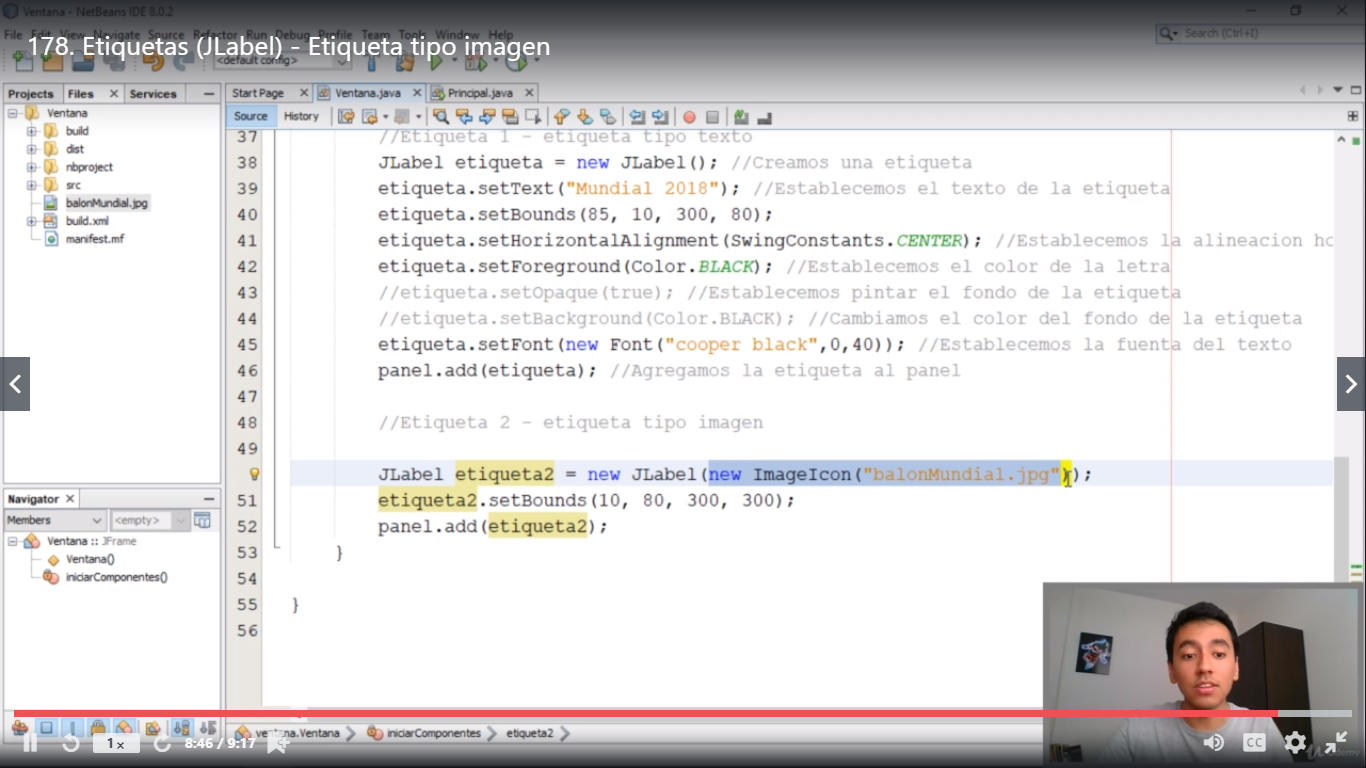 Ventana - NetBeans IDE 8.0.2
File Edit View Navigate Source Refactor Run Debug Profile Team Tools Window Help
178. Etiquetas (JLabel) - Etiqueta tipo imagen
Search (Ctrl+I)
<default config>
Projects Files Services
Start Page Ventana.java Principal.java
Source History
Ventana
build
dist
nbproject
src
balonMundial.jpg
build.xml
manifest.mf
37 //Etiqueta 1 - etiqueta tipo texto
38 JLabel etiqueta = new JLabel(); //Creamos una etiqueta
39 etiqueta.setText("Mundial 2018"); //Establecemos el texto de la etiqueta
40 etiqueta.setBounds(85, 10, 300, 80);
41 etiqueta.setHorizontalAlignment(SwingConstants.CENTER); //Establecemos la alineacion ho
42 etiqueta.setForeground(Color.BLACK); //Establecemos el color de la letra
43 //etiqueta.setOpaque(true); //Establecemos pintar el fondo de la etiqueta
44 //etiqueta.setBackground(Color.BLACK); //Cambiamos el color del fondo de la etiqueta
45 etiqueta.setFont(new Font("cooper black",0,40)); //Establecemos la fuenta del texto
46 panel.add(etiqueta); //Agregamos la etiqueta al panel
47
48 //Etiqueta 2 - etiqueta tipo imagen
49
JLabel etiqueta2 = new JLabel(new ImageIcon("balonMundial.jpg"));
51 etiqueta2.setBounds(10, 80, 300, 300);
52 panel.add(etiqueta2);
53 }
54
55 }
56
Navigator
Members <empty>
Ventana :: JFrame
Ventana()
iniciarComponentes()
ventana.Ventana iniciarComponentes etiqueta2
1x 8:46 / 9:17 CC